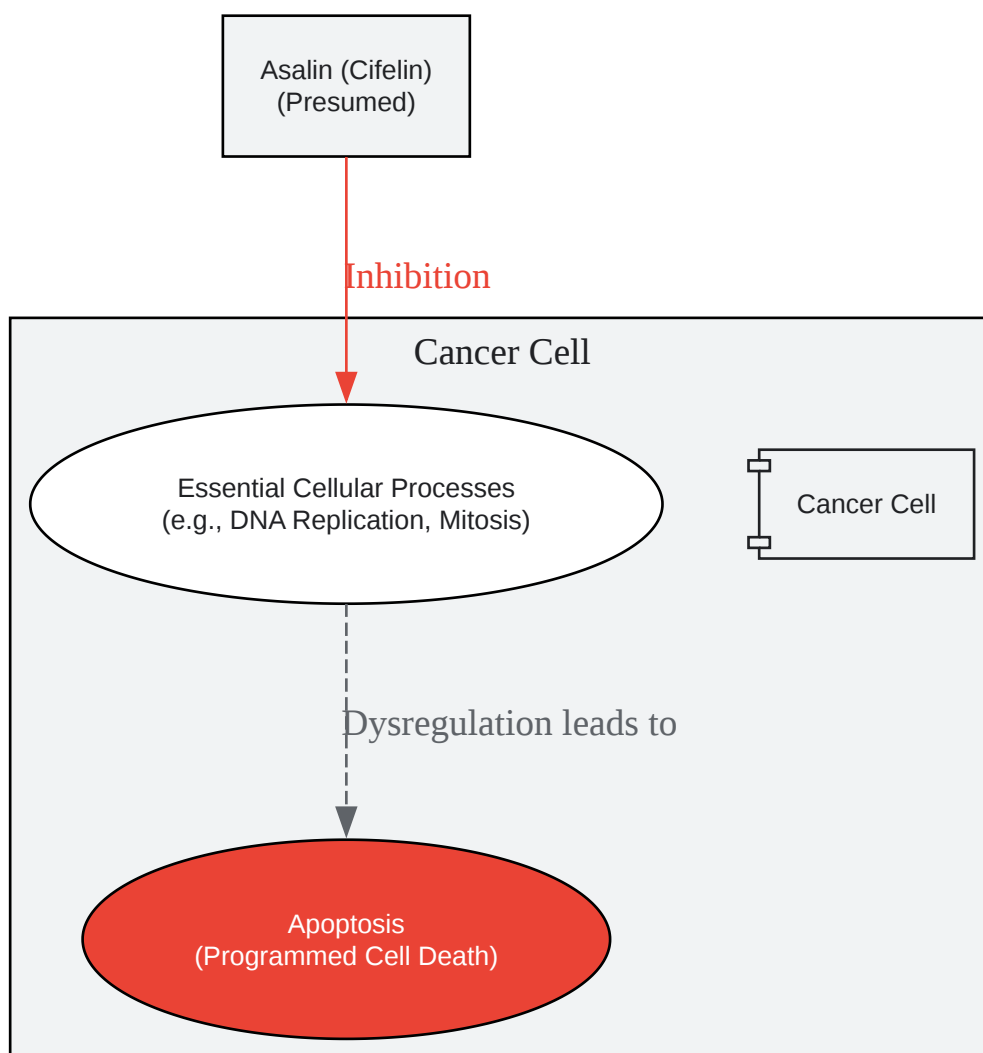 Asalin (Cifelin)
(Presumed)
Inhibition
Cancer Cell
Essential Cellular Processes
(e.g., DNA Replication, Mitosis)
Cancer Cell
Dysregulation leads to
Apoptosis
(Programmed Cell Death)